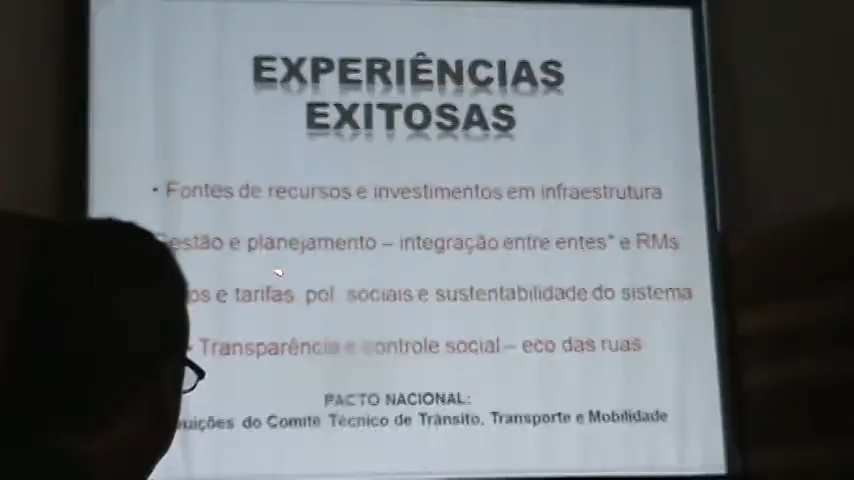 EXPERIÊNCIAS
EXITOSAS
• Fontes de recursos e investimentos em infraestrutura
Gestão e planejamento – integração entre entes* e RMs
e tarifas pol sociais e sustentabilidade do sistema
• Transparência e controle social – eco das ruas
PACTO NACIONAL:
do Comitê Técnico de Trânsito, Transporte e Mobilidade